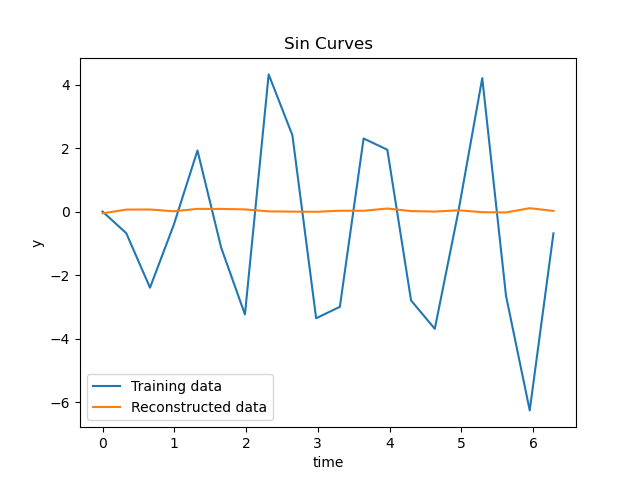 Sin Curves
y
4
2
0
−2
−4
−6
Training data
Reconstructed data
0 1 2 3 4 5 6
time